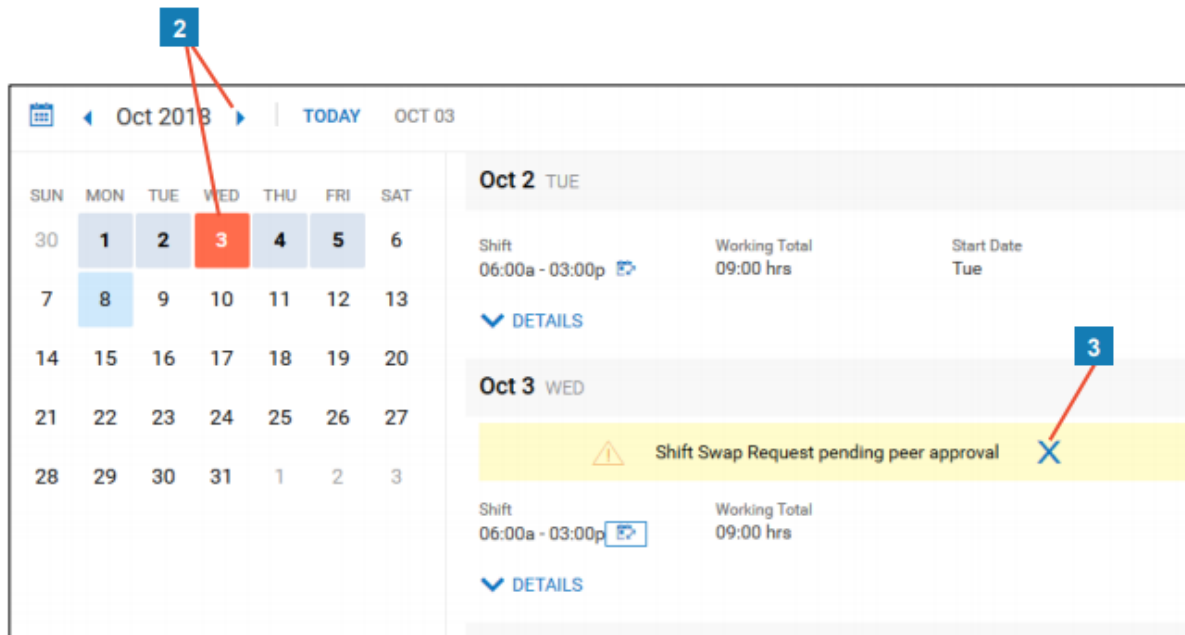 2
Oct 2018 TODAY OCT 03
SUN MON TUE WED THU FRI SAT
30 1 2 3 4 5 6
7 8 9 10 11 12 13
14 15 16 17 18 19 20
21 22 23 24 25 26 27
28 29 30 31 1 2 3
Oct 2 TUE
Shift Working Total Start Date
06:00a - 03:00p 09:00 hrs Tue
DETAILS
3
Oct 3 WED
Shift Swap Request pending peer approval X
Shift Working Total
06:00a - 03:00p 09:00 hrs
DETAILS